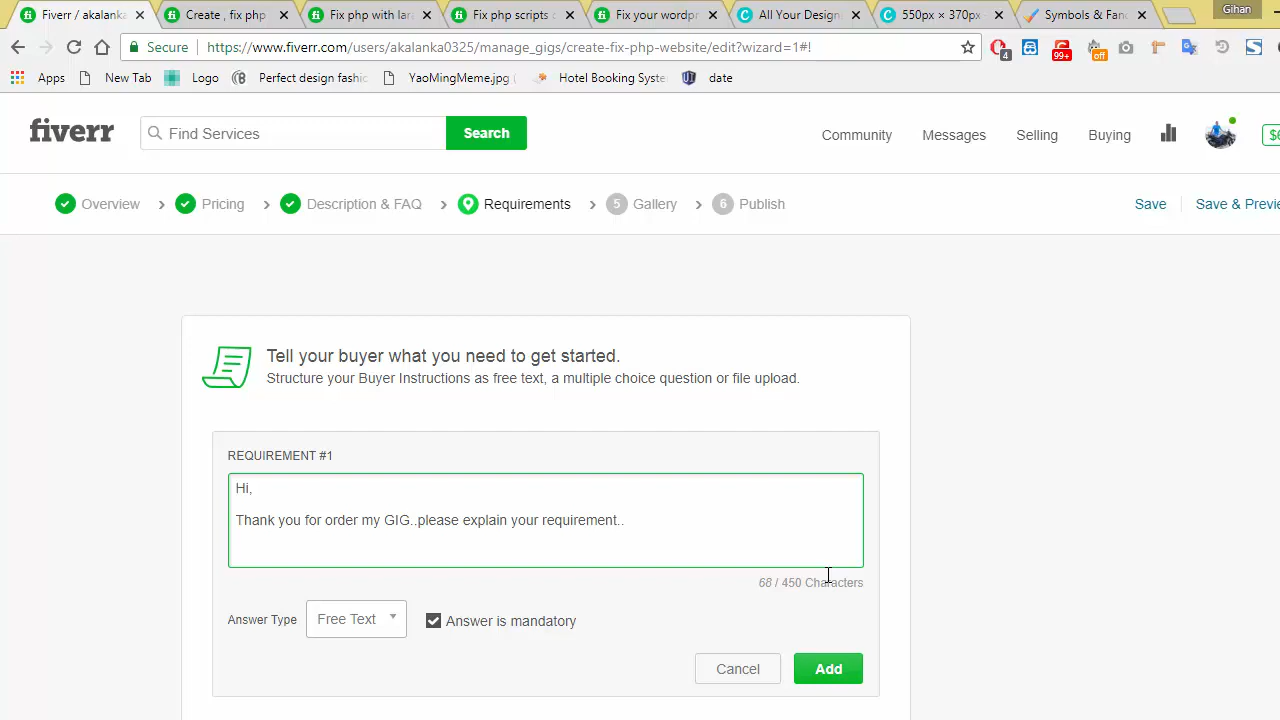 Gihan
Fiverr / akalanka
Create , fix php
Fix php with lar
Fix php scripts
Fix your wordpr
All Your Design
550px × 370px -
Symbols & Fanc
Secure
https://www.fiverr.com/users/akalanka0325/manage_gigs/create-fix-php-website/edit?wizard=1#!
4
99+
off
Apps
New Tab
Logo
Perfect design fashic
YaoMingMeme.jpg (
Hotel Booking Syste
date
fiverr
Find Services
Search
Community
Messages
Selling
Buying
Overview
Pricing
Description & FAQ
Requirements
5 Gallery
6 Publish
Save
Save & Previe
Tell your buyer what you need to get started.
Structure your Buyer Instructions as free text, a multiple choice question or file upload.
REQUIREMENT #1
Hi,
Thank you for order my GIG..please explain your requirement..
68 / 450 Characters
Answer Type
Free Text
Answer is mandatory
Cancel
Add